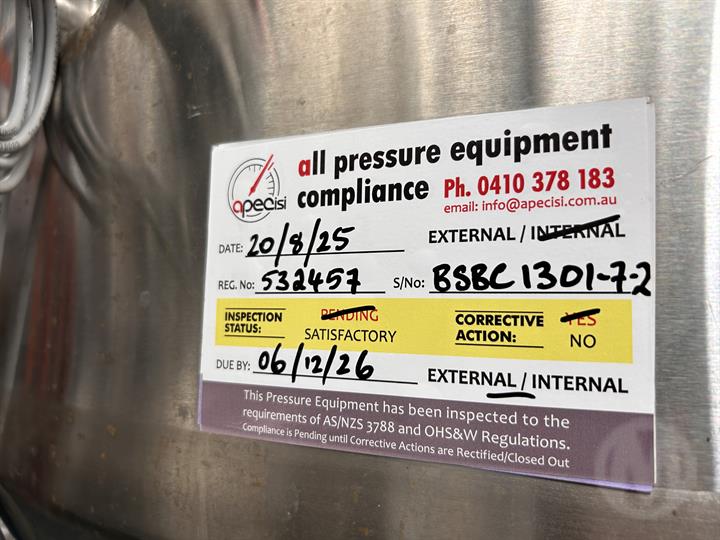 apecisi
all pressure equipment
compliance Ph. 0410 378 183
email: info@apecisi.com.au
DATE: 20/8/25 EXTERNAL / INTERNAL
REG. No: 532457 S/No: BSBC1301-7-2
INSPECTION STATUS: PENDING SATISFACTORY CORRECTIVE ACTION: YES NO
DUE BY: 06/12/26 EXTERNAL / INTERNAL
This Pressure Equipment has been inspected to the
requirements of AS/NZS 3788 and OHS&W Regulations.
Compliance is Pending until Corrective Actions are Rectified/Closed Out